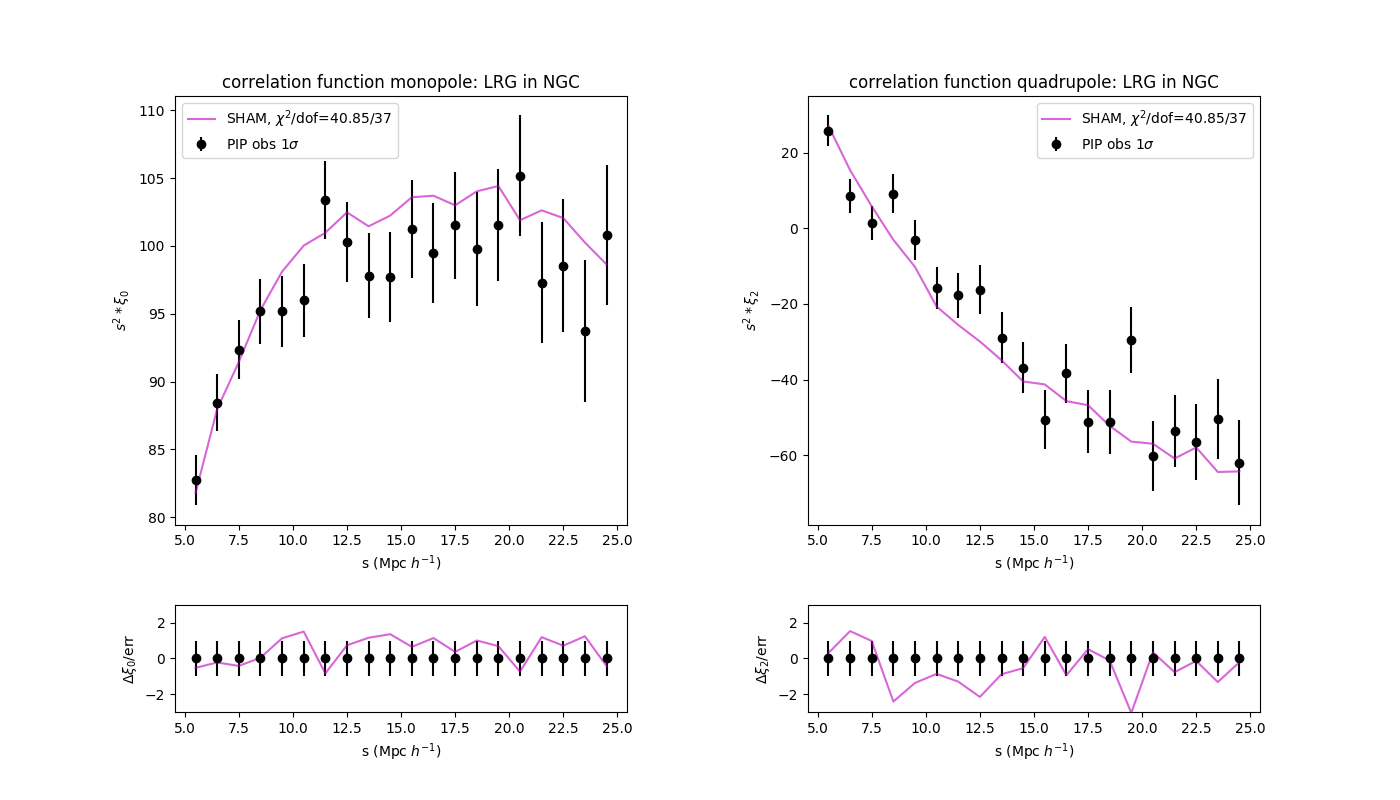 correlation function monopole: LRG in NGC
SHAM, χ²/dof=40.85/37
PIP obs 1σ
110
105
100
95
90
85
80
s² * ξ₀
5.0 7.5 10.0 12.5 15.0 17.5 20.0 22.5 25.0
s (Mpc h⁻¹)
2
0
−2
Δξ₀/err
5.0 7.5 10.0 12.5 15.0 17.5 20.0 22.5 25.0
s (Mpc h⁻¹)
correlation function quadrupole: LRG in NGC
SHAM, χ²/dof=40.85/37
PIP obs 1σ
20
0
−20
−40
−60
s² * ξ₂
5.0 7.5 10.0 12.5 15.0 17.5 20.0 22.5 25.0
s (Mpc h⁻¹)
2
0
−2
Δξ₂/err
5.0 7.5 10.0 12.5 15.0 17.5 20.0 22.5 25.0
s (Mpc h⁻¹)